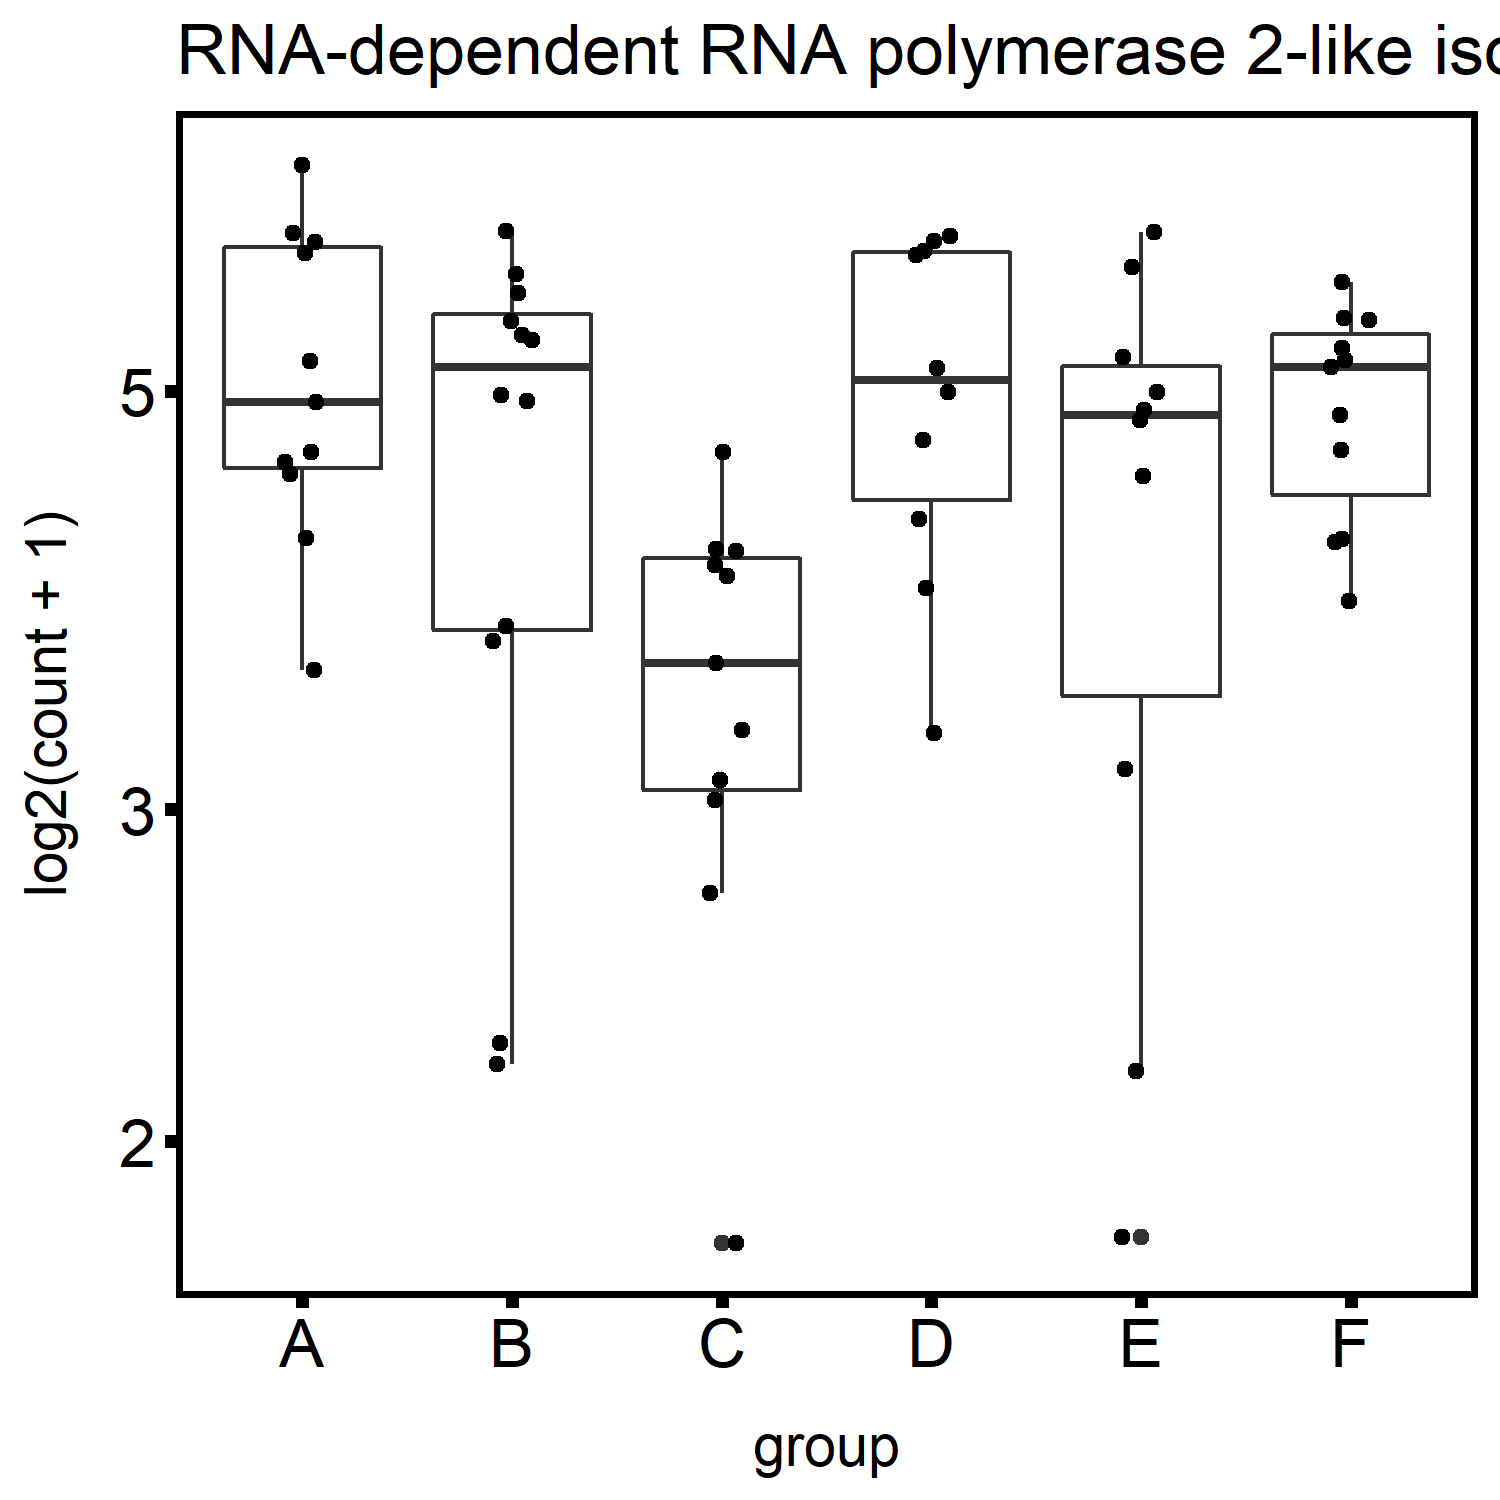 RNA-dependent RNA polymerase 2-like iso
log2(count + 1)
5
3
2
A B C D E F
group